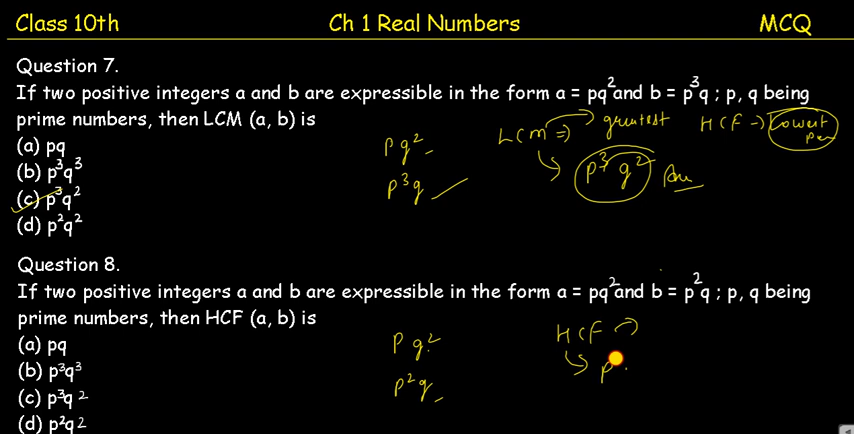 Class 10th Ch 1 Real Numbers MCQ
Question 7.
If two positive integers a and b are expressible in the form a = pq² and b = p³q ; p, q being
prime numbers, then LCM (a, b) is
(a) pq
(b) p³q³
(c) p³q²
(d) p²q²
pq²
p³q
LCM ⇒ greatest
p³ q²
HCF → lowest
Question 8.
If two positive integers a and b are expressible in the form a = pq² and b = p²q ; p, q being
prime numbers, then HCF (a, b) is
(a) pq
(b) p³q³
(c) p³q²
(d) p²q²
pq²
p²q
HCF
p